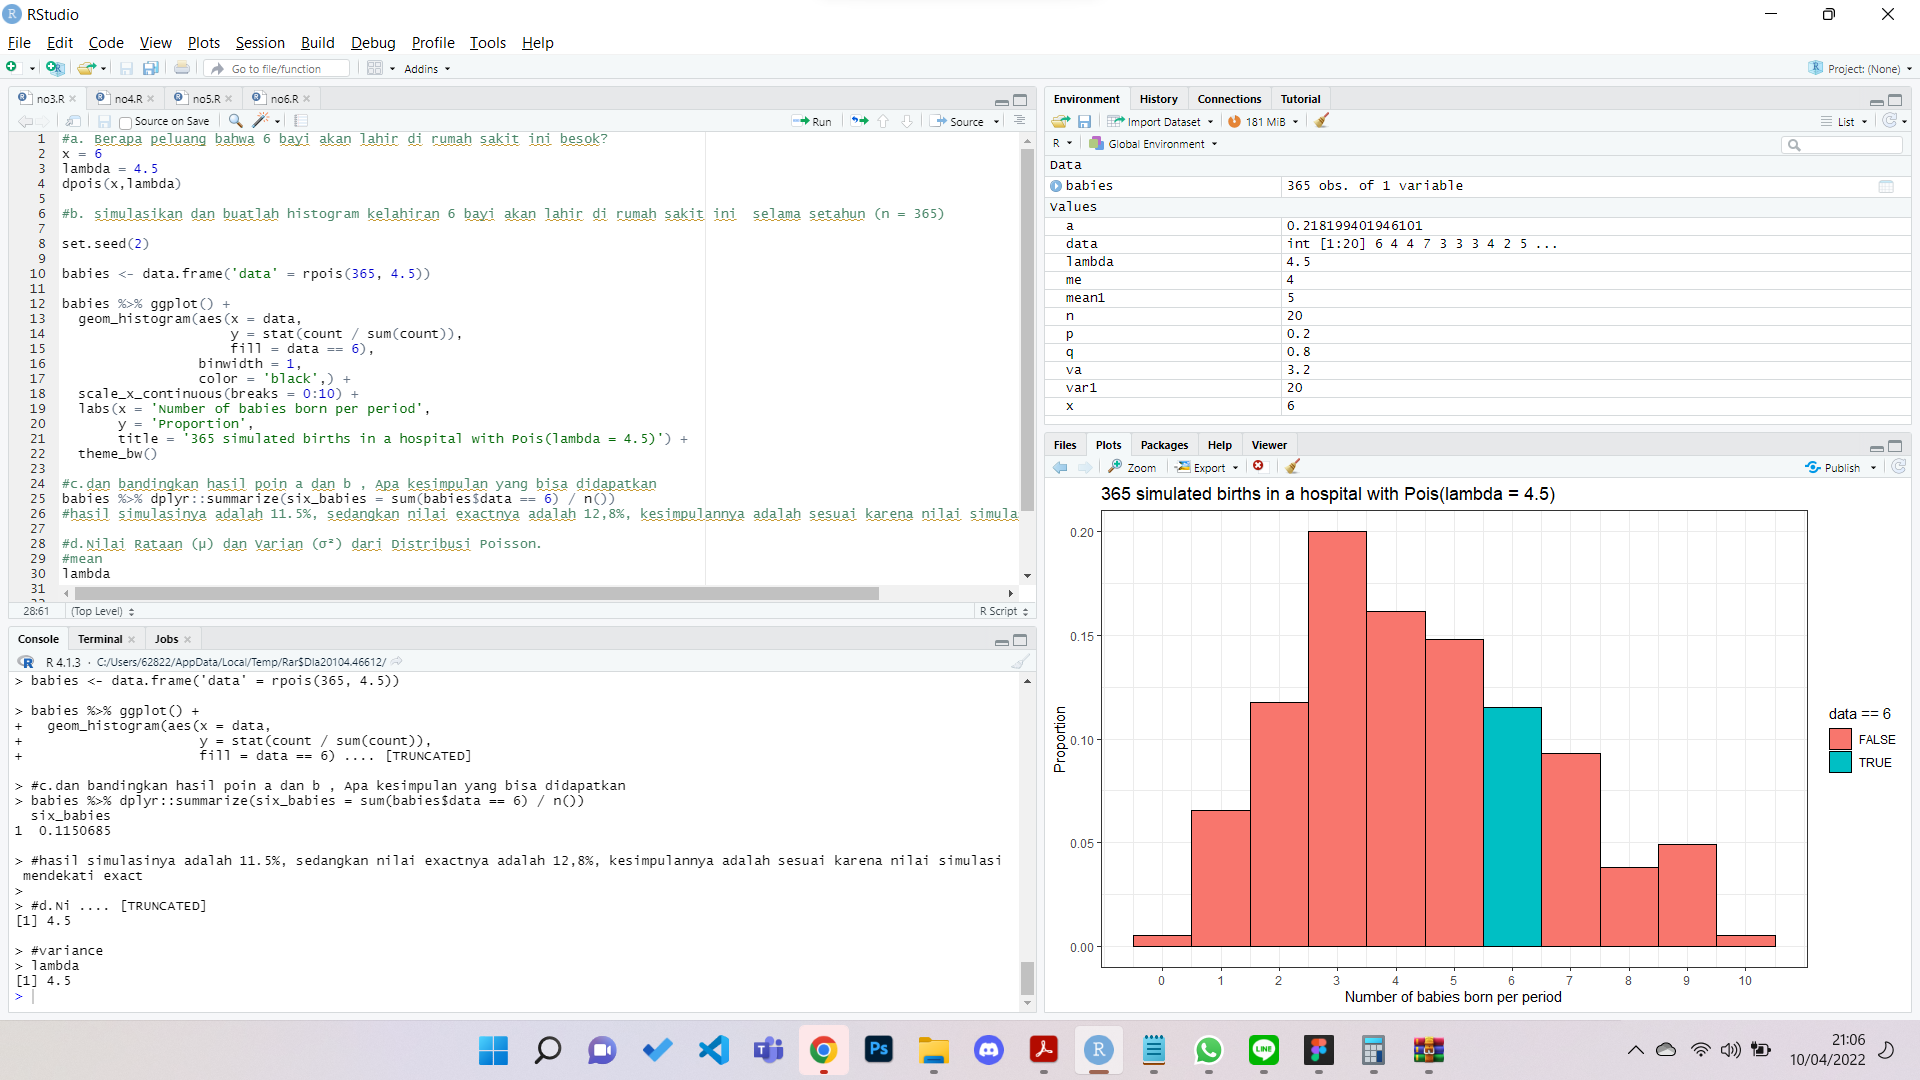 RStudio
File Edit Code View Plots Session Build Debug Profile Tools Help
Go to file/function Addins Project: (None)
no3.R no4.R no5.R no6.R
Source on Save Run Source
1 #a. Berapa peluang bahwa 6 bayi akan lahir di rumah sakit ini besok?
2 x = 6
3 lambda = 4.5
4 dpois(x,lambda)
5
6 #b. simulasikan dan buatlah histogram kelahiran 6 bayi akan lahir di rumah sakit ini  selama setahun (n = 365)
7
8 set.seed(2)
9
10 babies <- data.frame('data' = rpois(365, 4.5))
11
12 babies %>% ggplot() +
13   geom_histogram(aes(x = data,
14                      y = stat(count / sum(count)),
15                      fill = data == 6),
16                  binwidth = 1,
17                  color = 'black',) +
18   scale_x_continuous(breaks = 0:10) +
19   labs(x = 'Number of babies born per period',
20        y = 'Proportion',
21        title = '365 simulated births in a hospital with Pois(lambda = 4.5)') +
22   theme_bw()
23
24 #c.dan bandingkan hasil poin a dan b , Apa kesimpulan yang bisa didapatkan
25 babies %>% dplyr::summarize(six_babies = sum(babies$data == 6) / n())
26 #hasil simulasinya adalah 11.5%, sedangkan nilai exactnya adalah 12,8%, kesimpulannya adalah sesuai karena nilai simula
27
28 #d.Nilai Rataan (μ) dan Varian (σ²) dari Distribusi Poisson.
29 #mean
30 lambda
31
28:61 (Top Level) R Script
Console Terminal Jobs
R 4.1.3 · C:/Users/62822/AppData/Local/Temp/Rar$DIa20104.46612/
> babies <- data.frame('data' = rpois(365, 4.5))
> babies %>% ggplot() +
+   geom_histogram(aes(x = data,
+                      y = stat(count / sum(count)),
+                      fill = data == 6) .... [TRUNCATED]
> #c.dan bandingkan hasil poin a dan b , Apa kesimpulan yang bisa didapatkan
> babies %>% dplyr::summarize(six_babies = sum(babies$data == 6) / n())
  six_babies
1  0.1150685
> #hasil simulasinya adalah 11.5%, sedangkan nilai exactnya adalah 12,8%, kesimpulannya adalah sesuai karena nilai simulasi
mendekati exact
>
> #d.Ni .... [TRUNCATED]
[1] 4.5
> #variance
> lambda
[1] 4.5
>
Environment History Connections Tutorial
Import Dataset 181 MiB List
R Global Environment
Data
babies 365 obs. of 1 variable
Values
a 0.218199401946101
data int [1:20] 6 4 4 7 3 3 3 4 2 5 ...
lambda 4.5
me 4
mean1 5
n 20
p 0.2
q 0.8
va 3.2
var1 20
x 6
Files Plots Packages Help Viewer
Zoom Export Publish
365 simulated births in a hospital with Pois(lambda = 4.5)
0.20
0.15
0.10
0.05
0.00
Proportion
0 1 2 3 4 5 6 7 8 9 10
Number of babies born per period
data == 6
FALSE
TRUE
Ps
LINE
21:06
10/04/2022